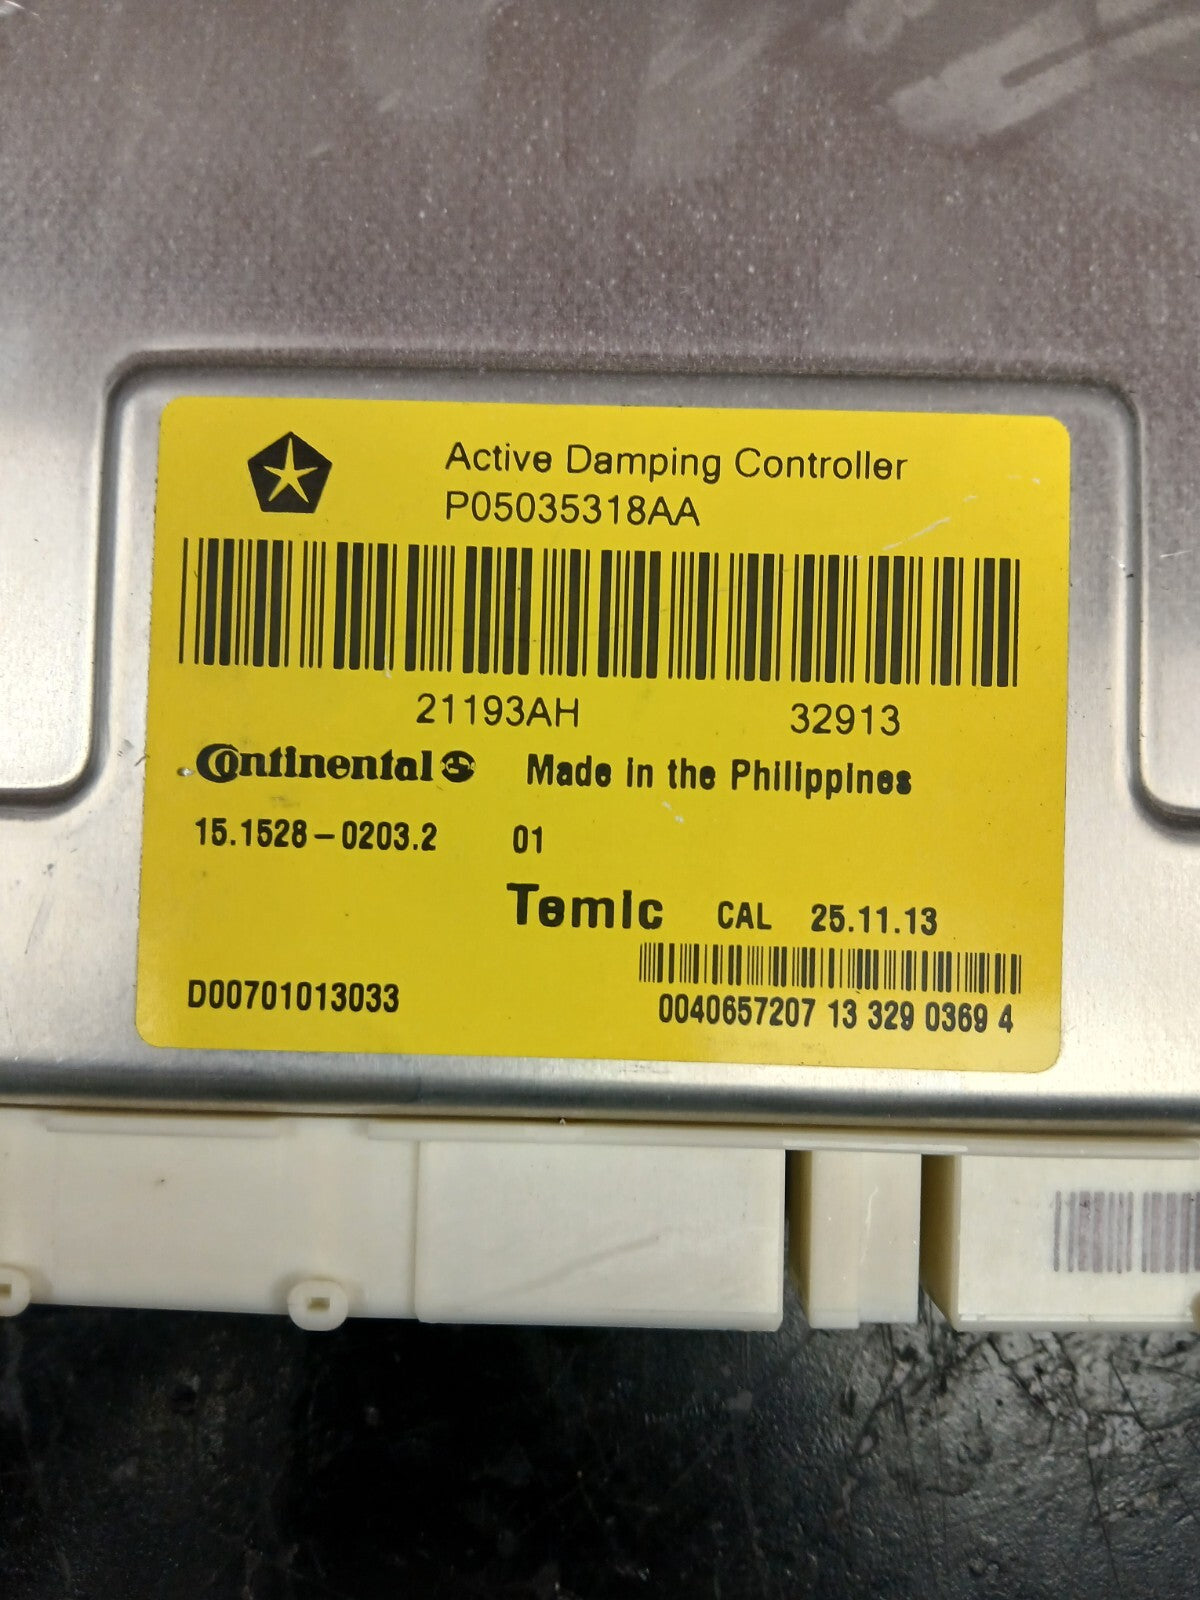 Active Damping Controller
P05035318AA
21193AH 32913
Continental Made in the Philippines
15.1528-0203.2 01
Temic CAL 25.11.13
D00701013033
0040657207 13 329 0369 4